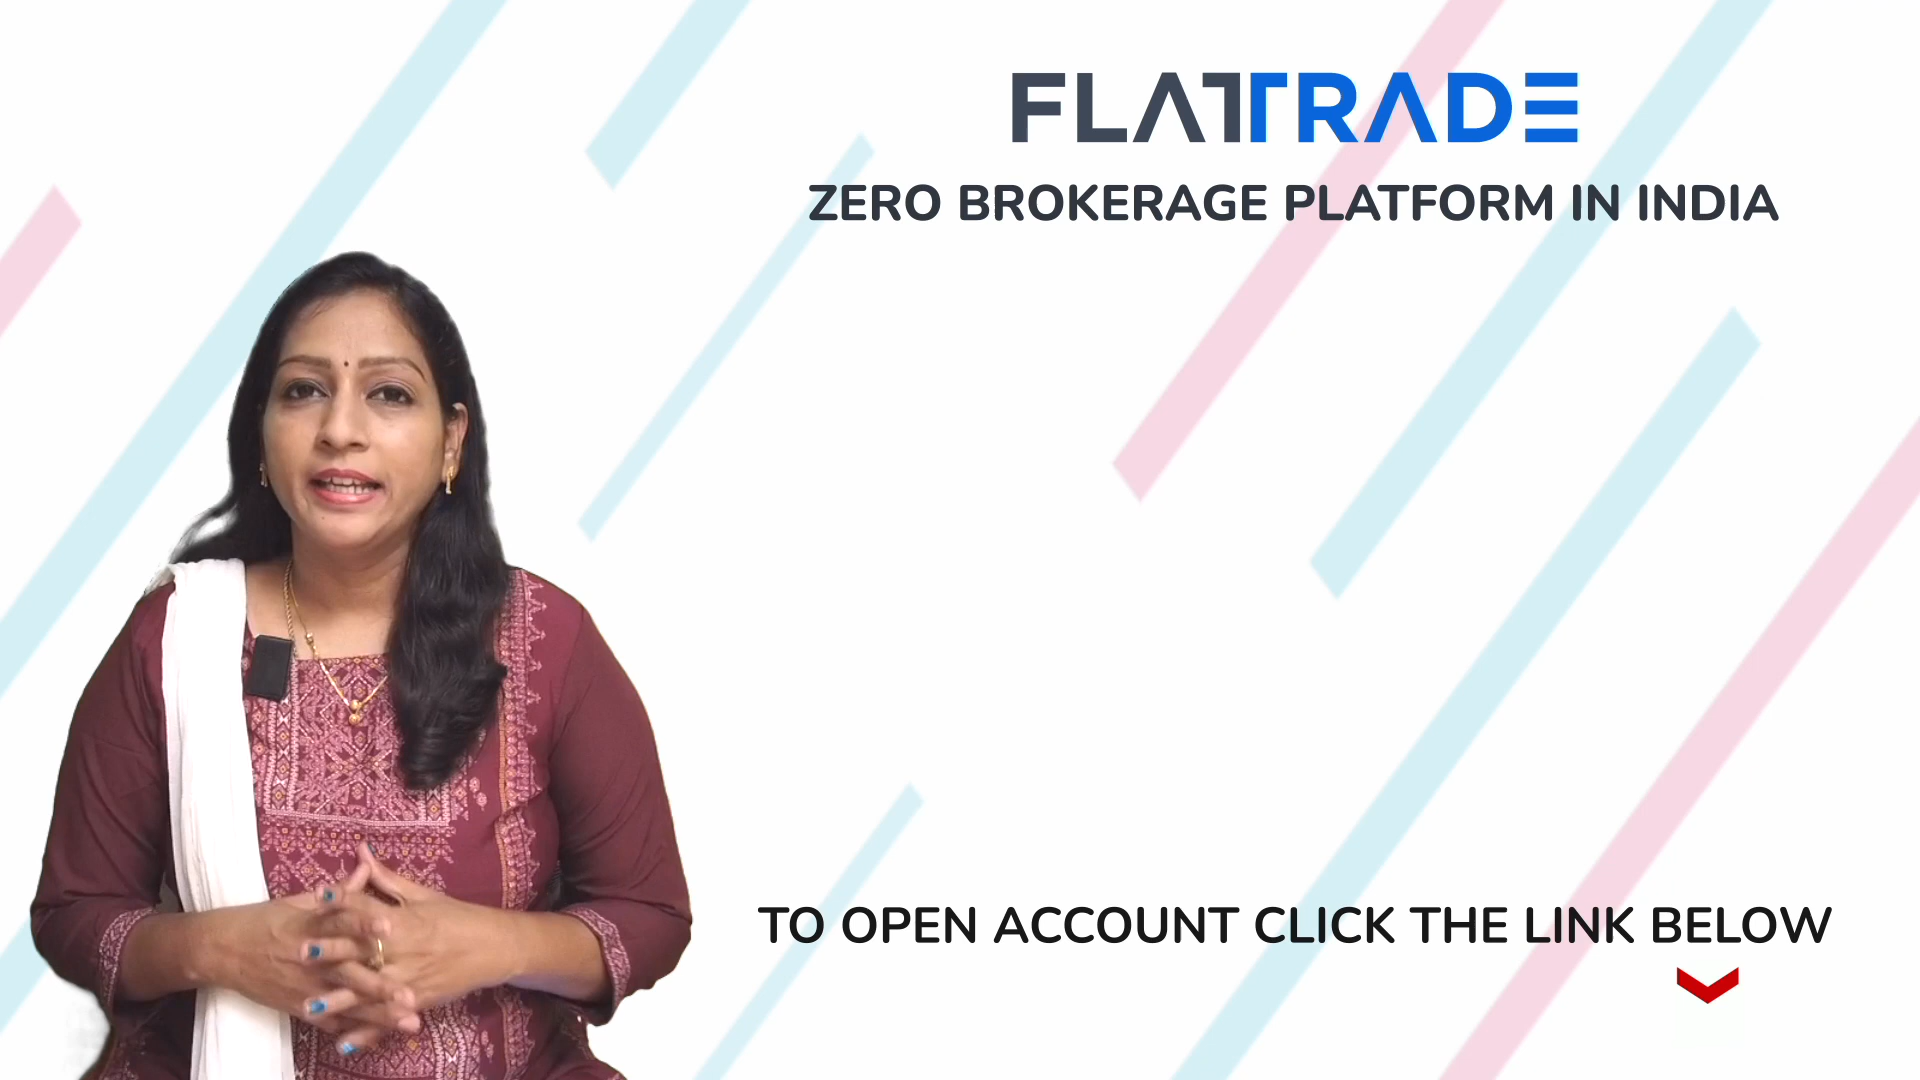 FLATTRADE
ZERO BROKERAGE PLATFORM IN INDIA
TO OPEN ACCOUNT CLICK THE LINK BELOW